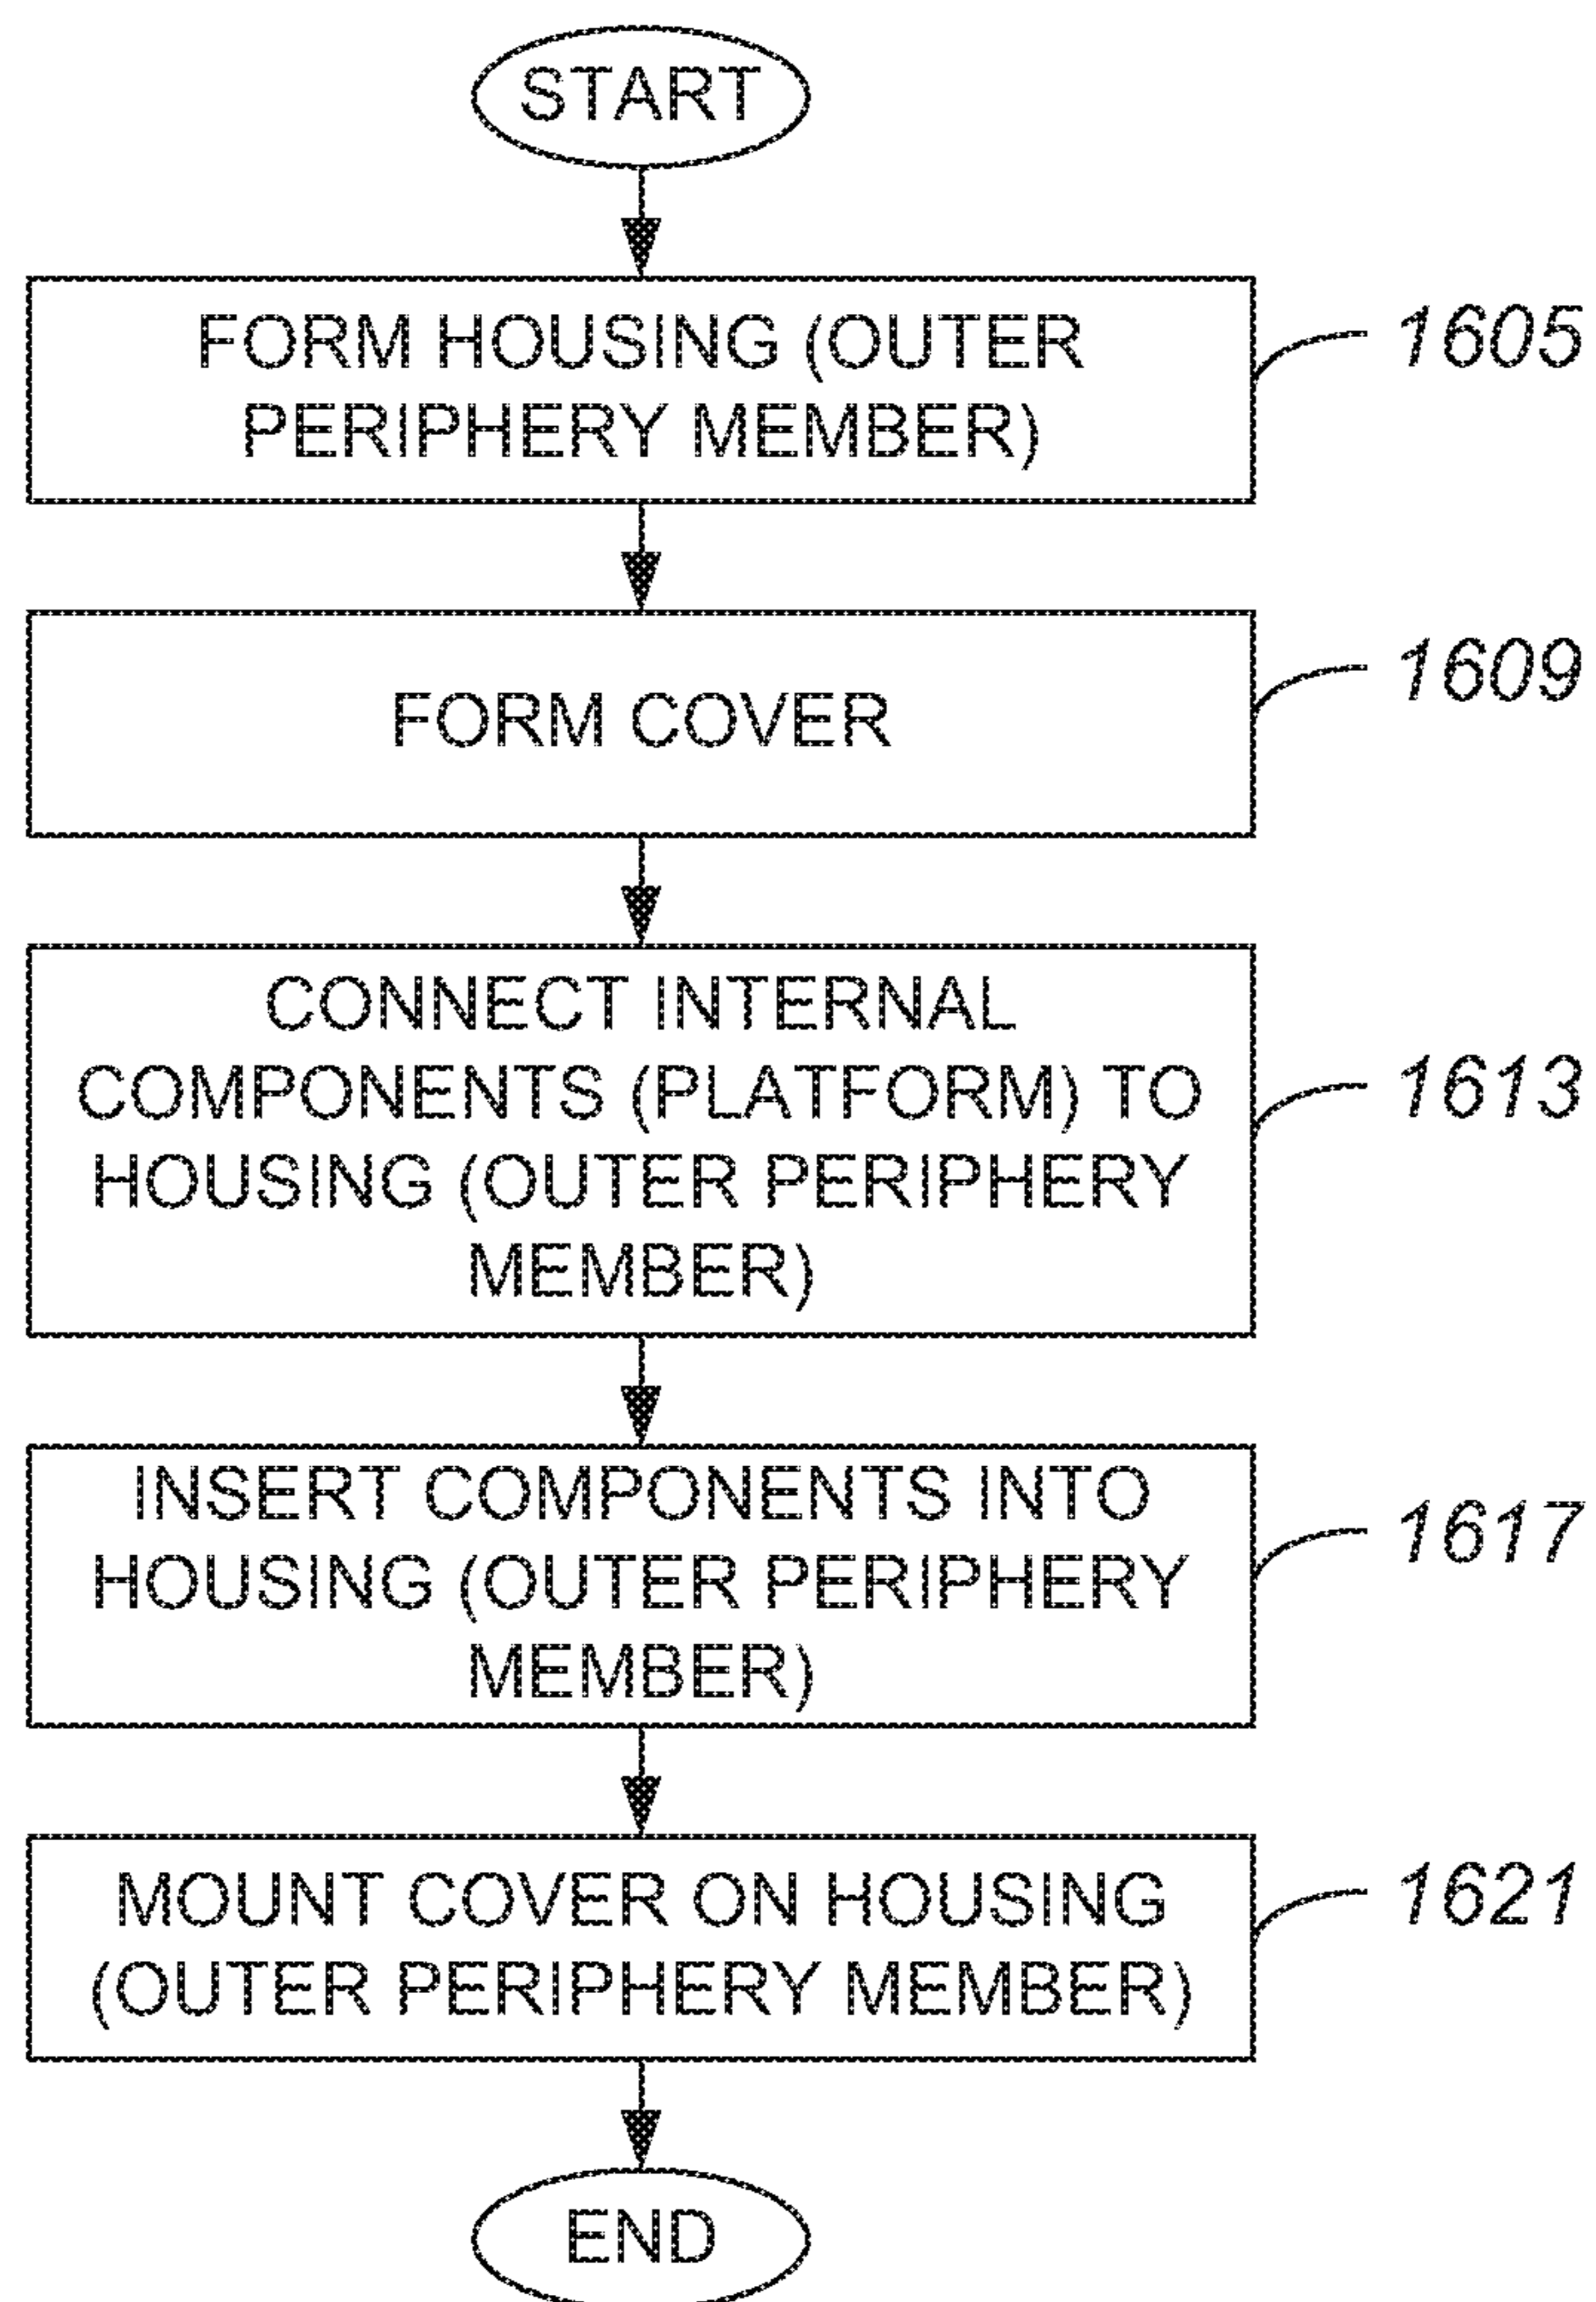 START
FORM HOUSING (OUTER
PERIPHERY MEMBER)
1605
FORM COVER
1609
CONNECT INTERNAL
COMPONENTS (PLATFORM) TO
HOUSING (OUTER PERIPHERY
MEMBER)
1613
INSERT COMPONENTS INTO
HOUSING (OUTER PERIPHERY
MEMBER)
1617
MOUNT COVER ON HOUSING
(OUTER PERIPHERY MEMBER)
1621
END